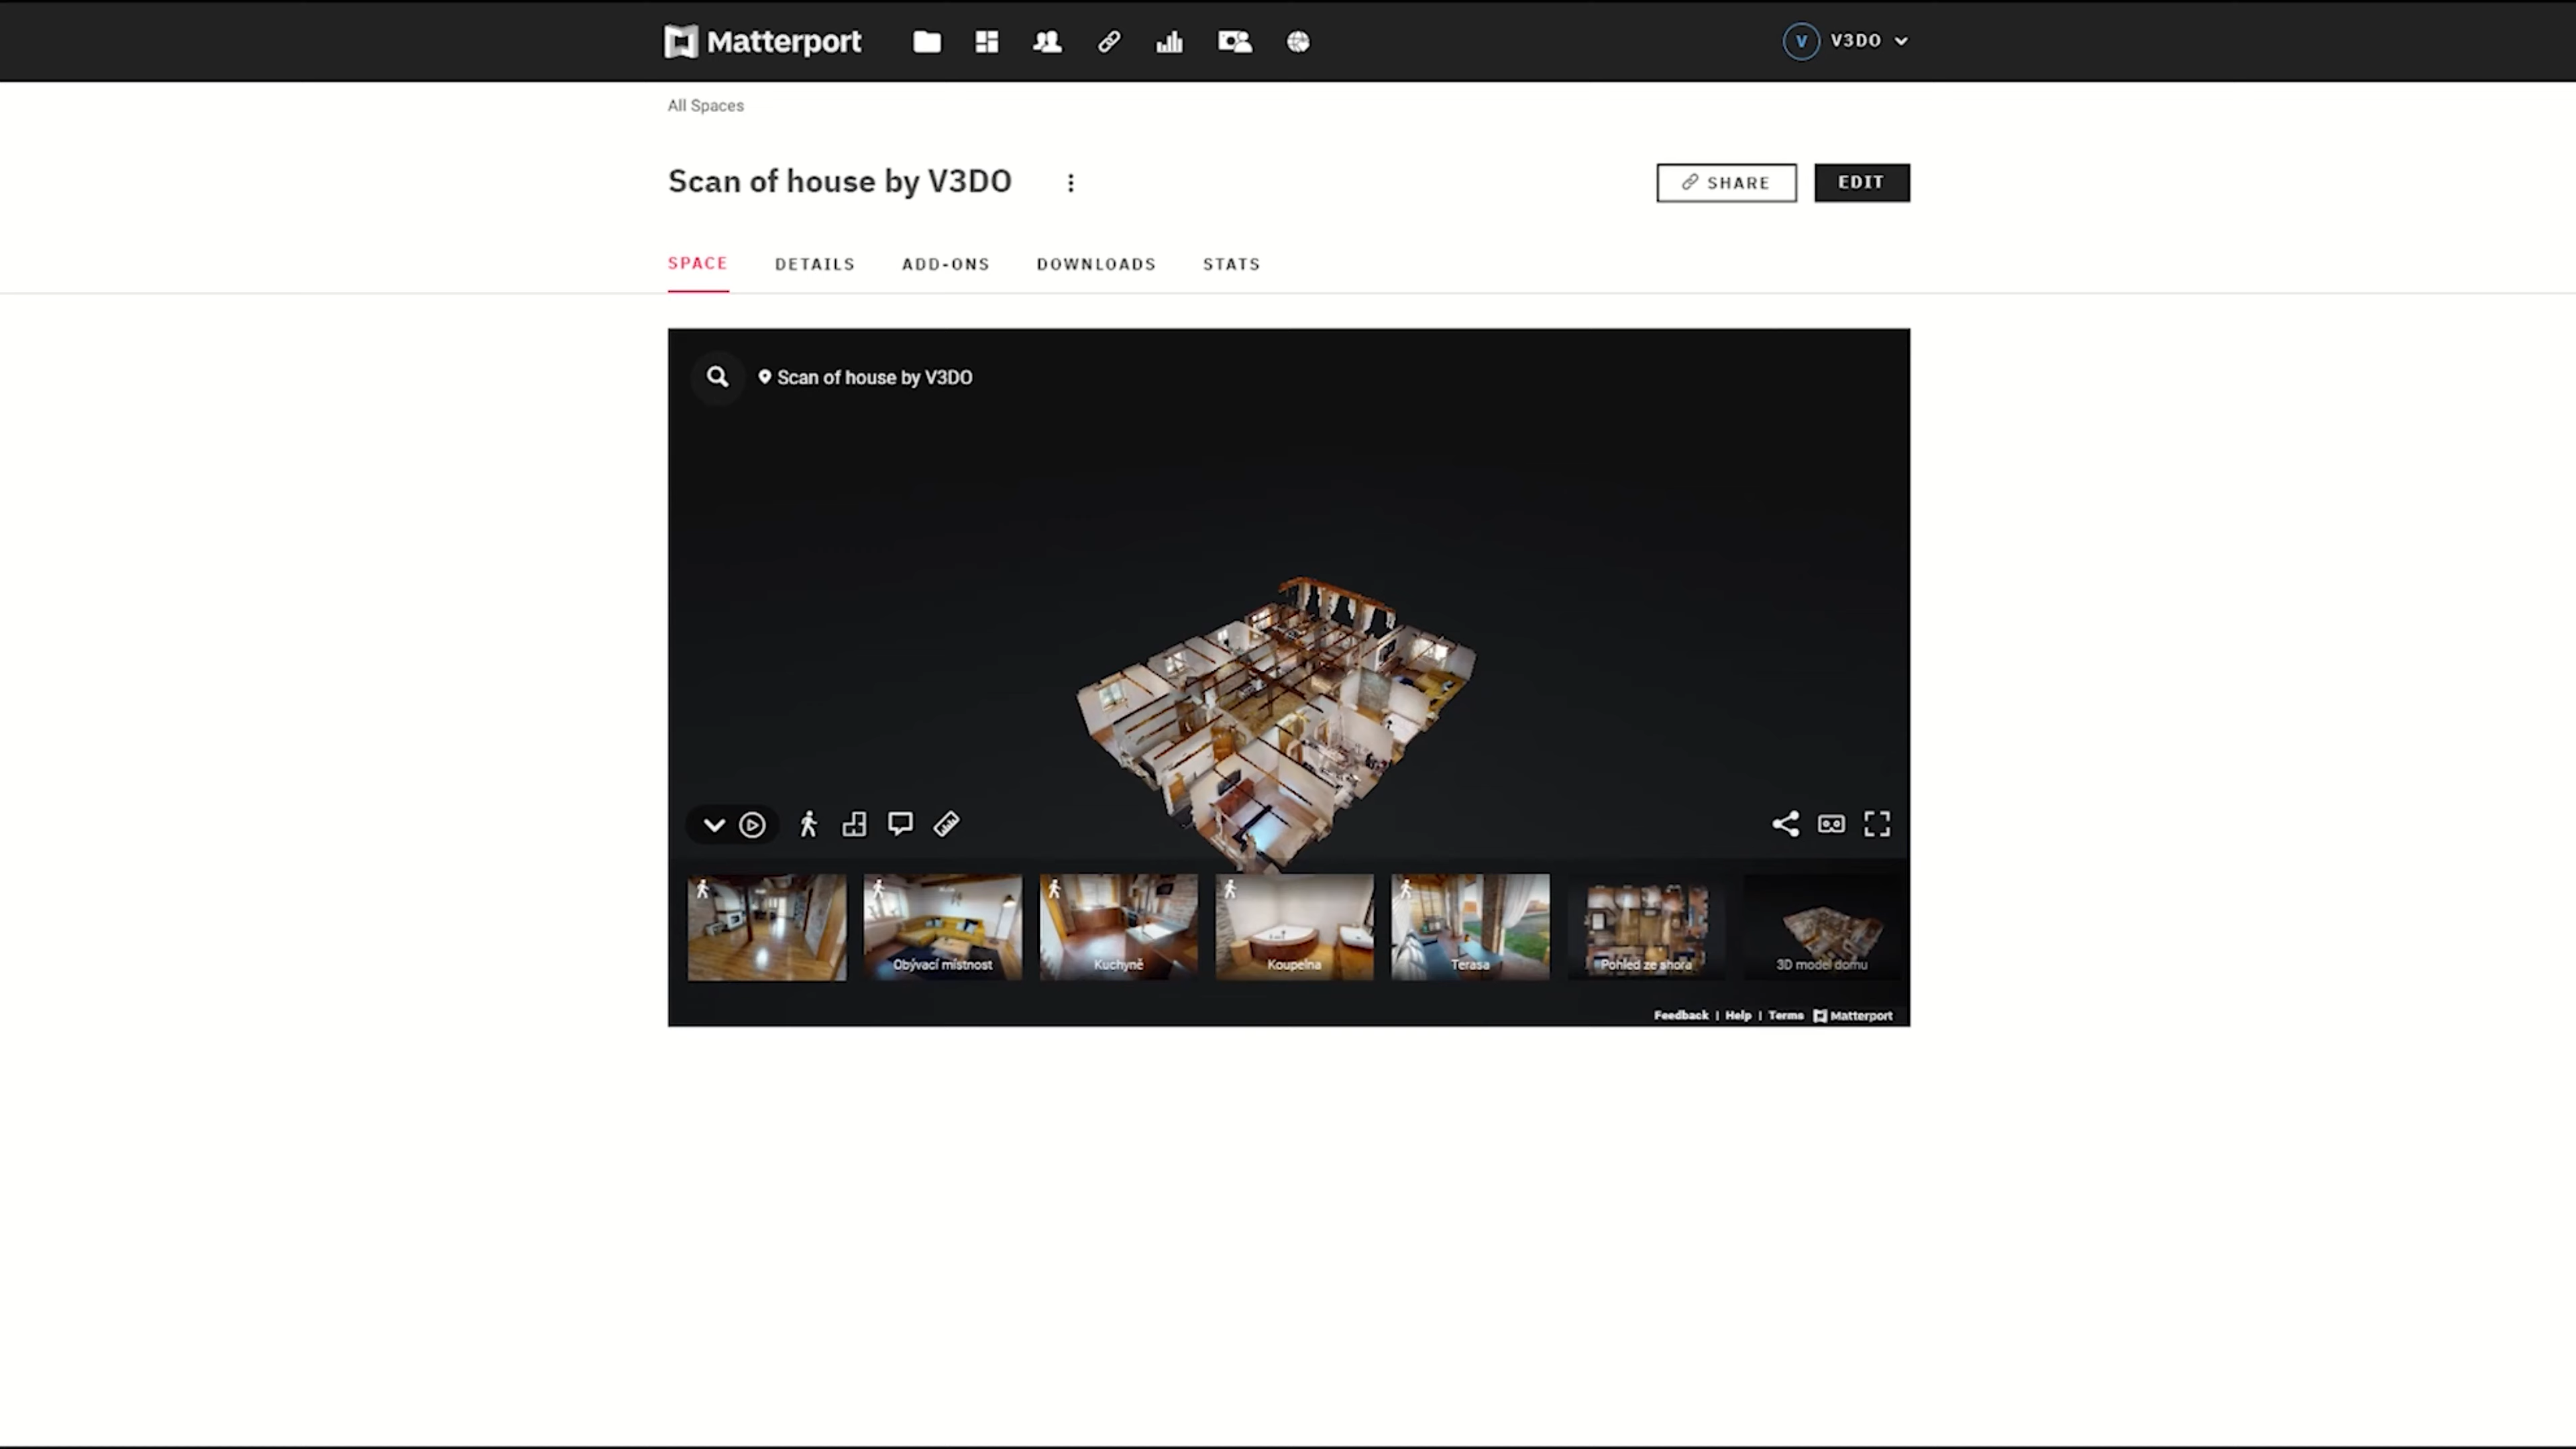 Matterport
V V3DO
All Spaces
Scan of house by V3DO
SHARE EDIT
SPACE DETAILS ADD-ONS DOWNLOADS STATS
Scan of house by V3DO
Obývací místnost
Kuchyně
Koupelna
Terasa
Pohled ze shora
3D model domu
Feedback | Help | Terms Matterport